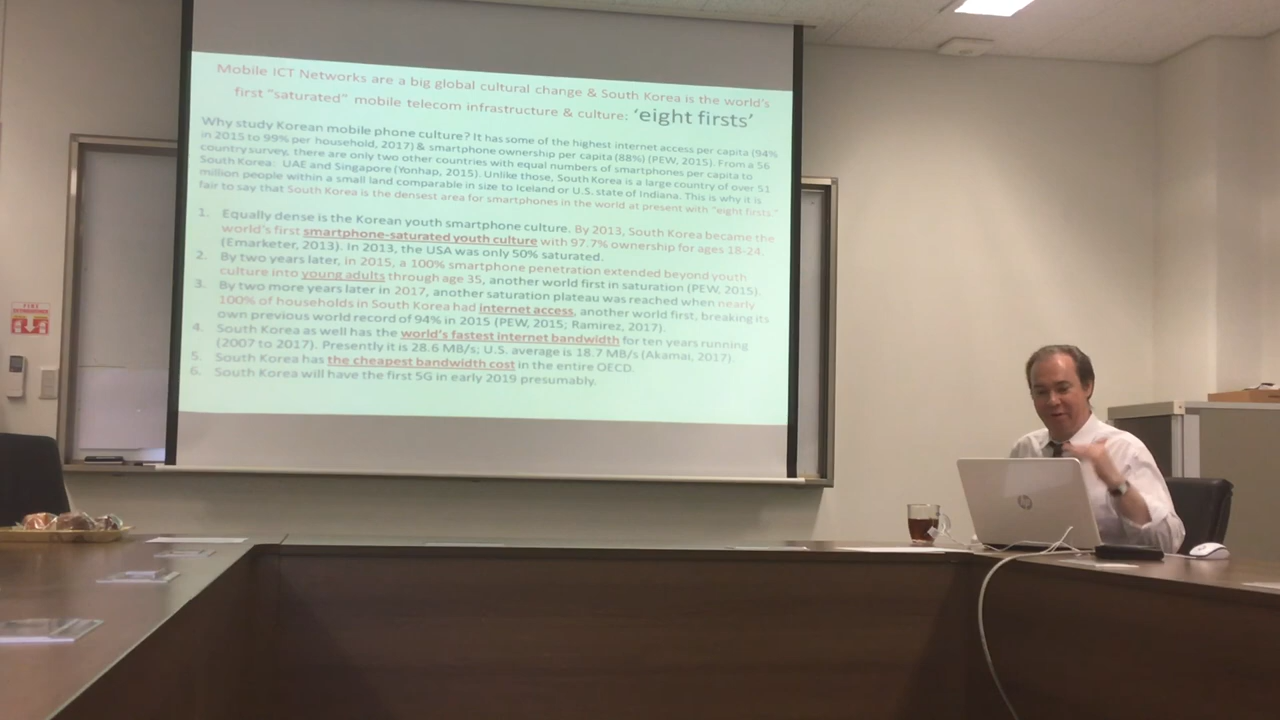 Mobile ICT Networks are a big global cultural change & South Korea is the world's
first "saturated" mobile telecom infrastructure & culture: 'eight firsts'
Why study Korean mobile phone culture? It has some of the highest internet access per capita (94%
in 2015 to 99% per household, 2017) & smartphone ownership per capita (88%) (PEW, 2015). From a 56
country survey, there are only two other countries with equal numbers of smartphones per capita to
South Korea: UAE and Singapore (Yonhap, 2015). Unlike those, South Korea is a large country of over 51
million people within a small land comparable in size to Iceland or U.S. state of Indiana. This is why it is
fair to say that South Korea is the densest area for smartphones in the world at present with "eight firsts."
1. Equally dense is the Korean youth smartphone culture. By 2013, South Korea became the
world's first smartphone-saturated youth culture with 97.7% ownership for ages 18-24.
(Emarketer, 2013). In 2013, the USA was only 50% saturated.
2. By two years later, in 2015, a 100% smartphone penetration extended beyond youth
culture into young adults through age 35, another world first in saturation (PEW, 2015).
3. By two more years later in 2017, another saturation plateau was reached when nearly
100% of households in South Korea had internet access, another world first, breaking its
own previous world record of 94% in 2015 (PEW, 2015; Ramirez, 2017).
4. South Korea as well has the world's fastest internet bandwidth for ten years running
(2007 to 2017). Presently it is 28.6 MB/s; U.S. average is 18.7 MB/s (Akamai, 2017).
5. South Korea has the cheapest bandwidth cost in the entire OECD.
6. South Korea will have the first 5G in early 2019 presumably.
FIRE
hp